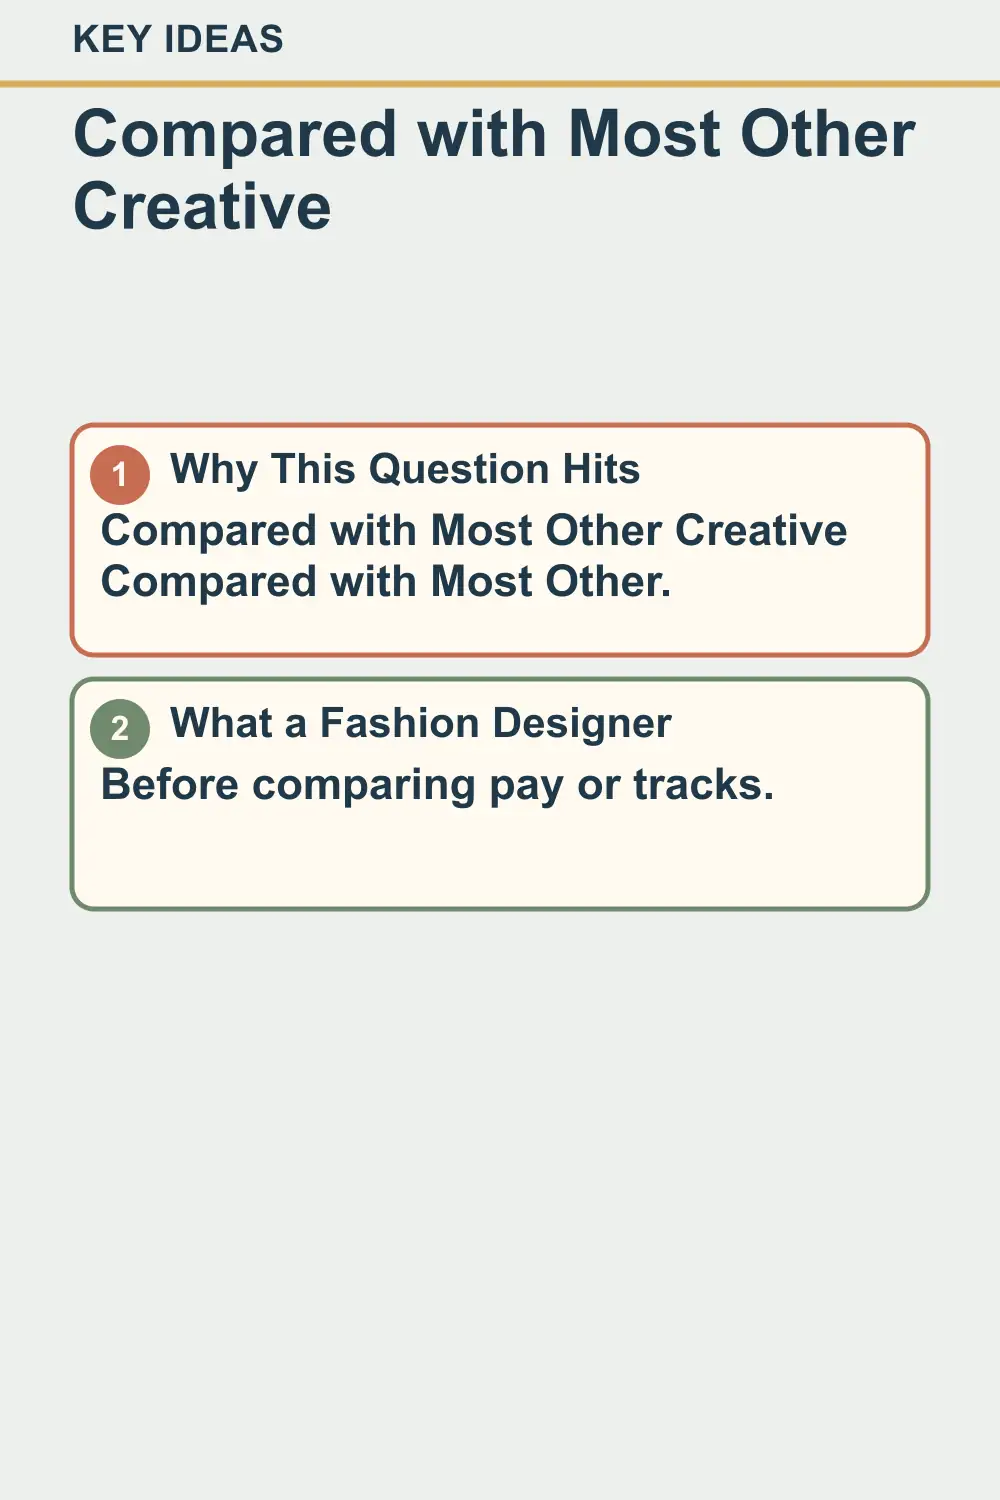 KEY IDEAS
Compared with Most Other
Creative
1 Why This Question Hits
Compared with Most Other Creative
Compared with Most Other.
2 What a Fashion Designer
Before comparing pay or tracks.